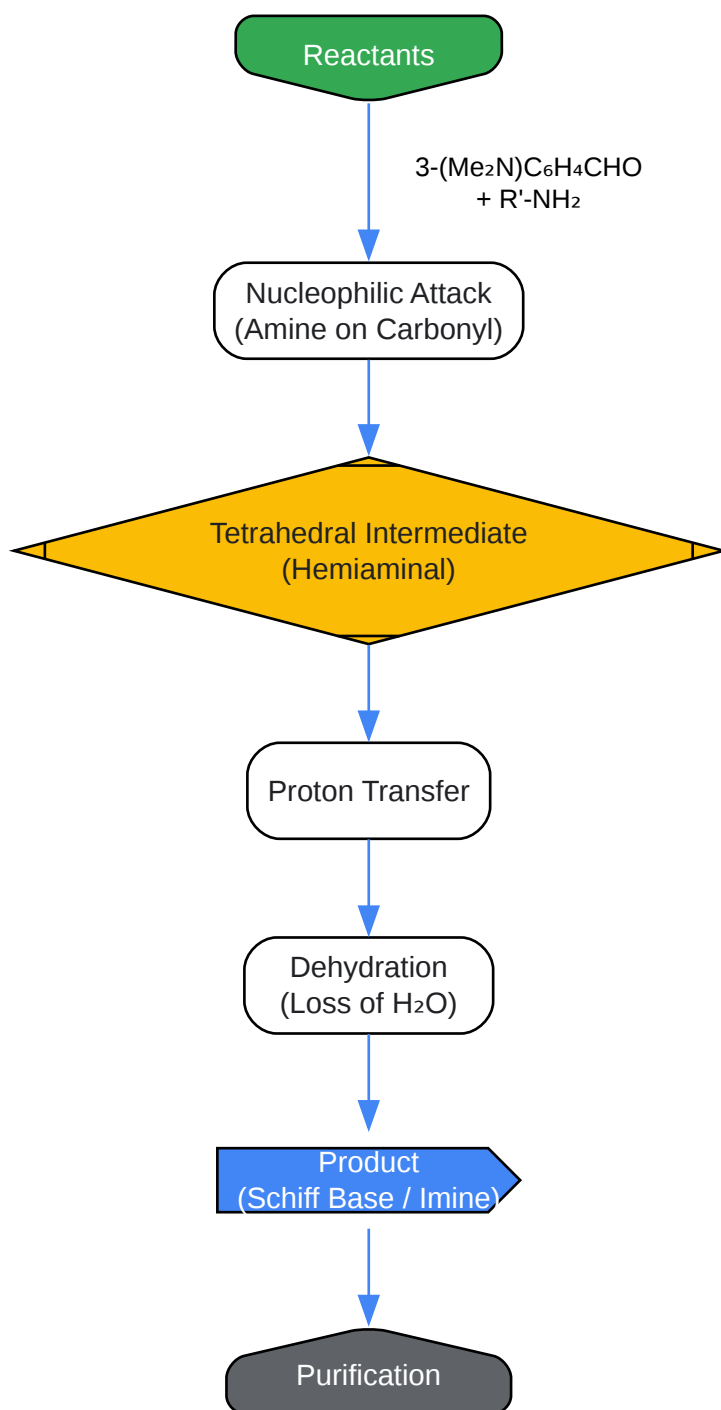 Reactants
3-(Me₂N)C₆H₄CHO
+ R'-NH₂
Nucleophilic Attack
(Amine on Carbonyl)
Tetrahedral Intermediate
(Hemiaminal)
Proton Transfer
Dehydration
(Loss of H₂O)
Product
(Schiff Base / Imine)
Purification